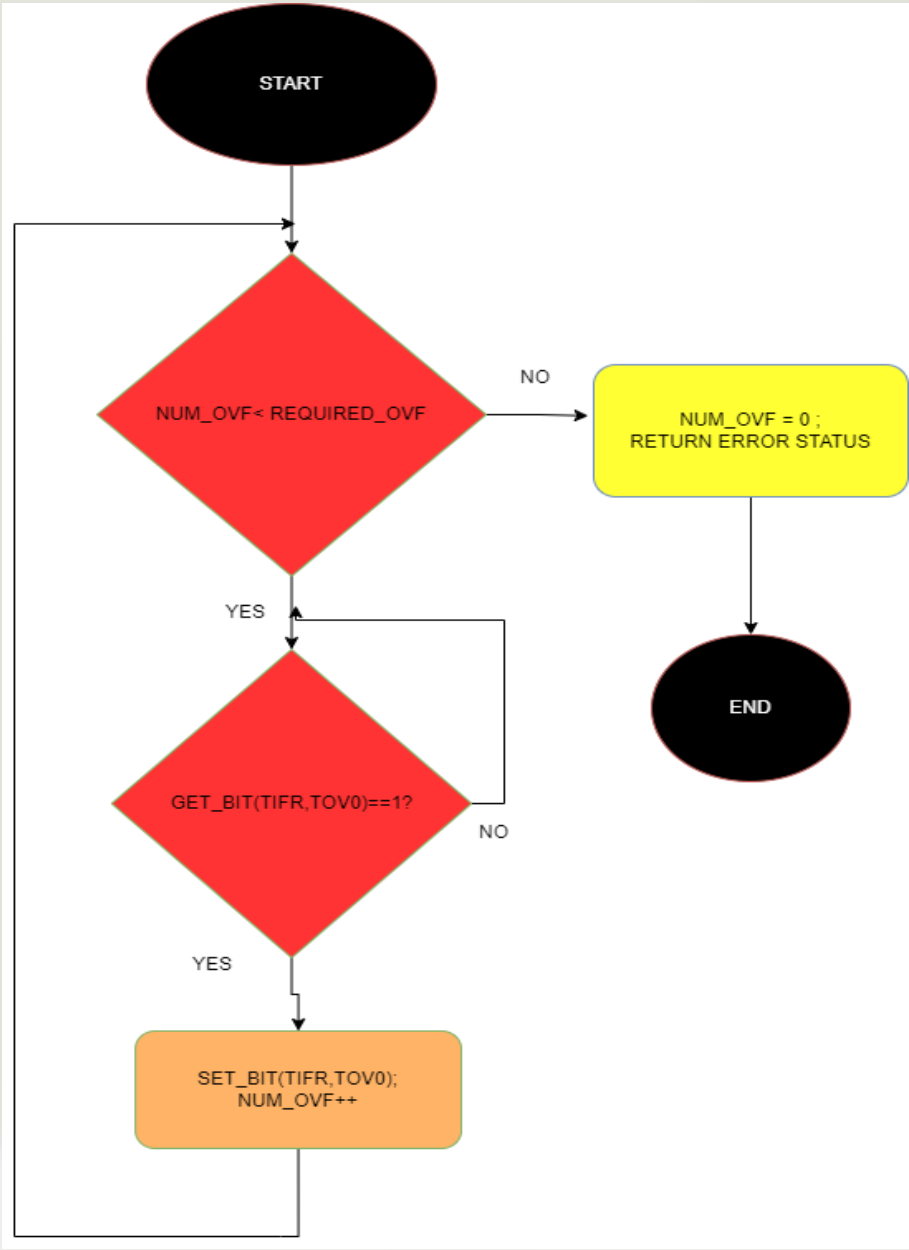 START
NUM_OVF< REQUIRED_OVF
NO
NUM_OVF = 0 ;
RETURN ERROR STATUS
YES
END
GET_BIT(TIFR,TOV0)==1?
NO
YES
SET_BIT(TIFR,TOV0);
NUM_OVF++